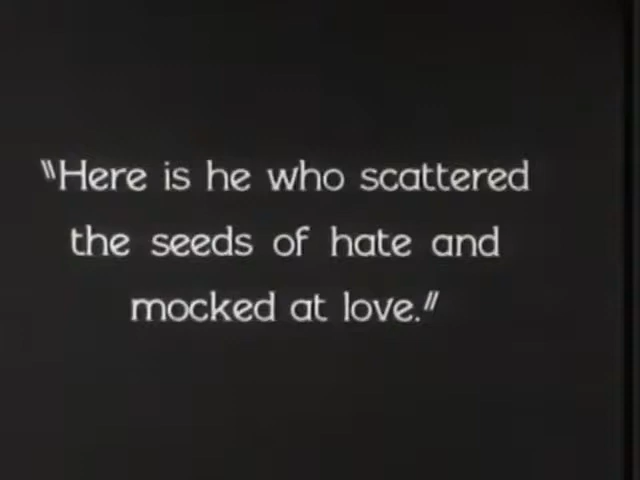 "Here is he who scattered
the seeds of hate and
mocked at love."